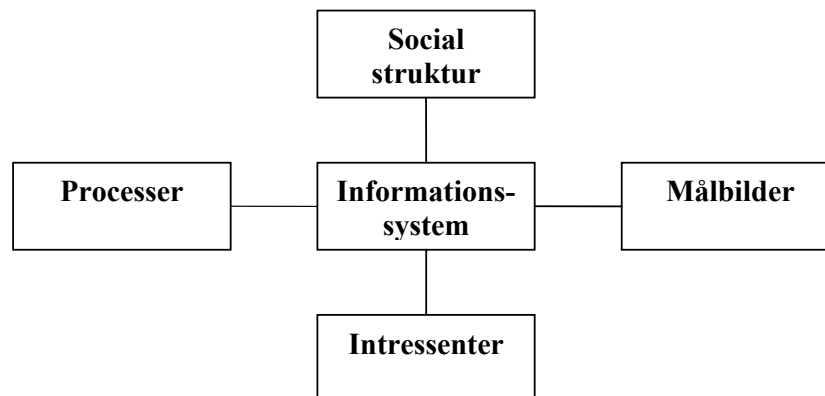 Social
struktur
Processer
Informations-
system
Målbilder
Intressenter